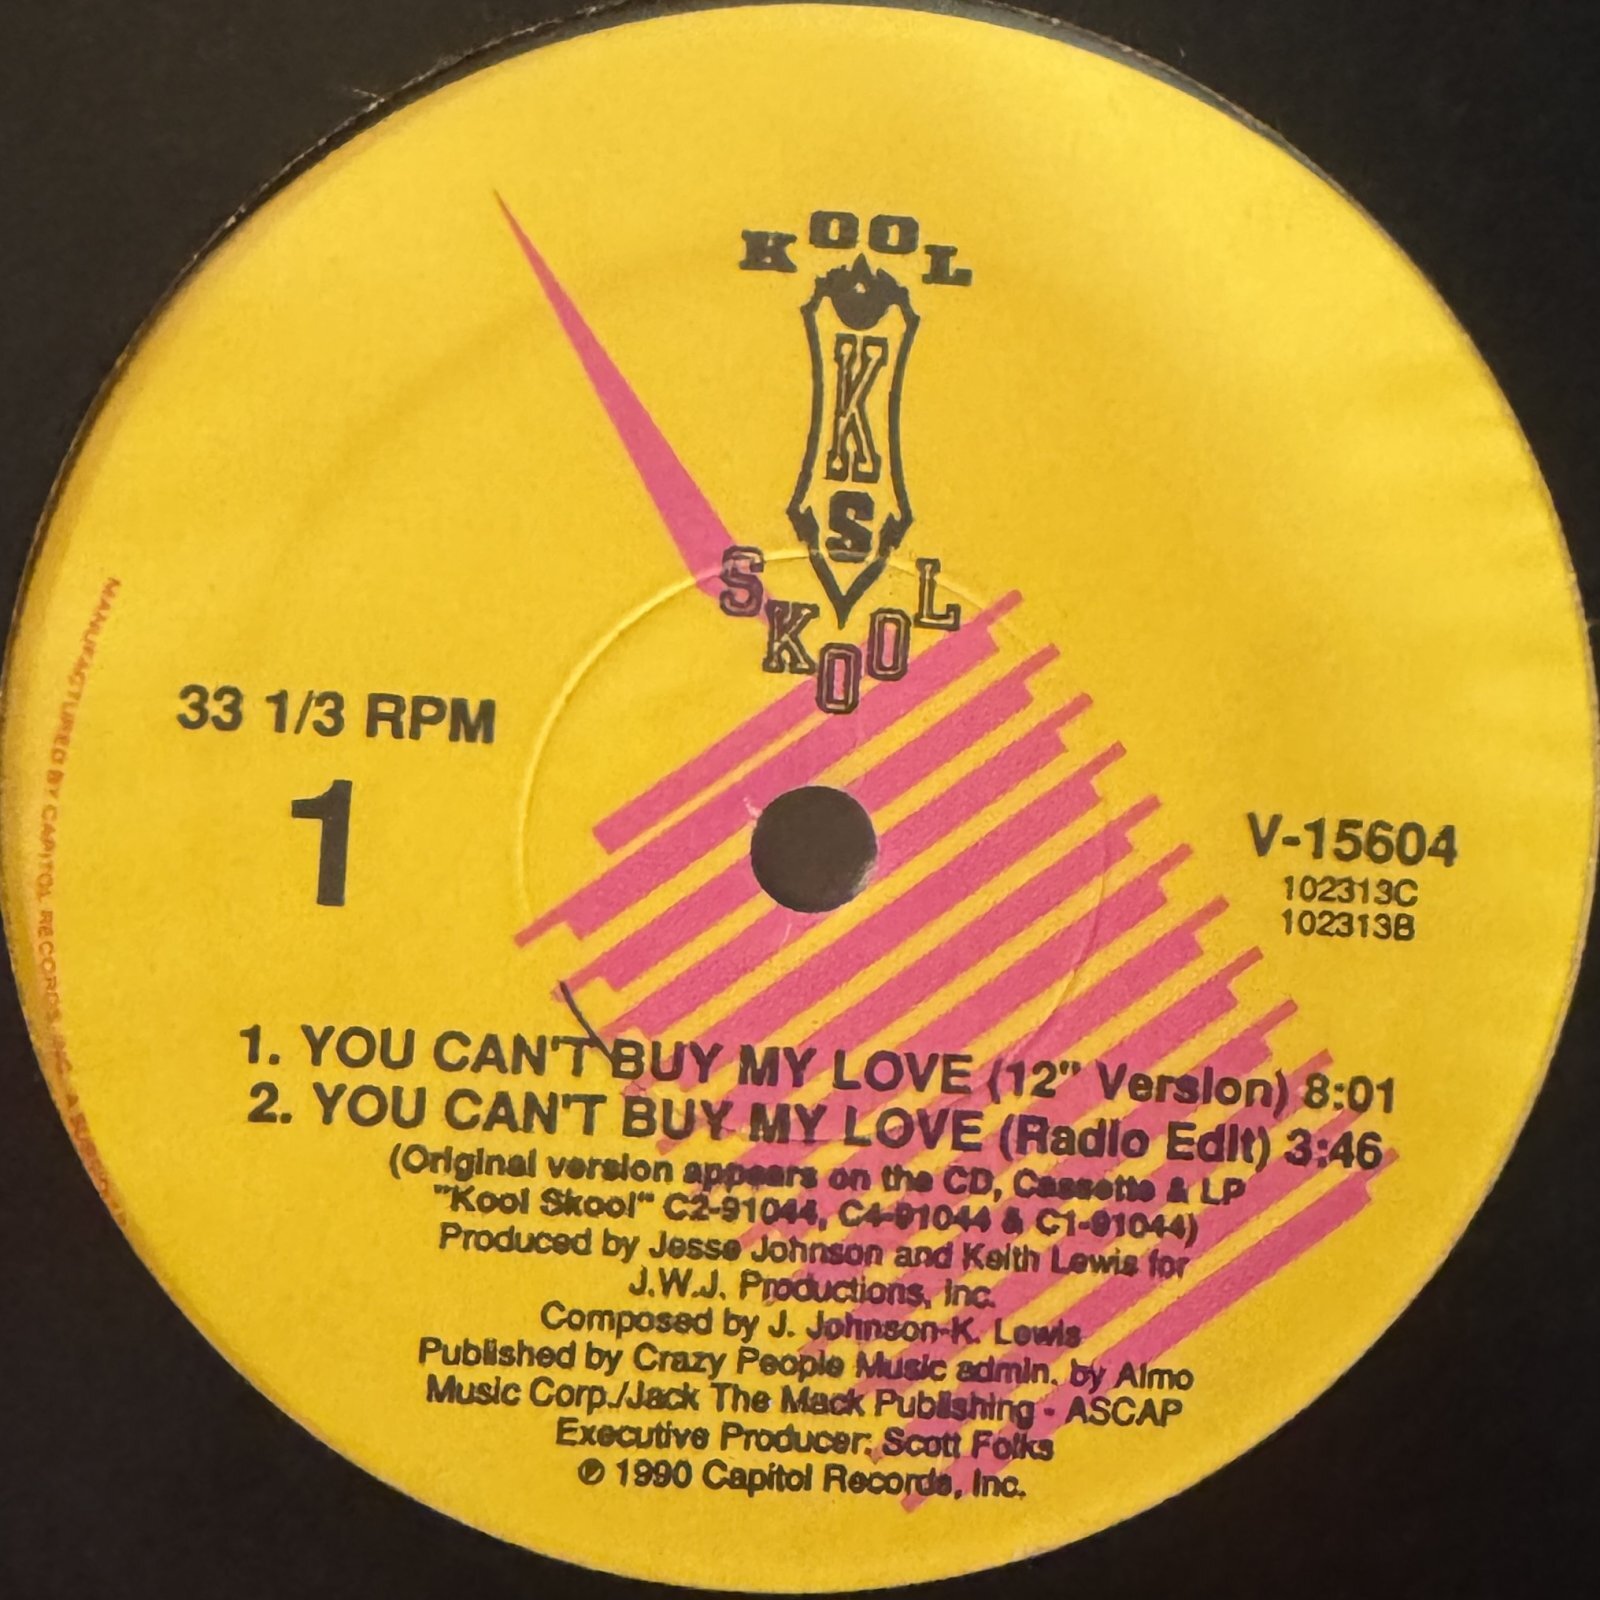 KOOL
K
S
SKOOL
33 1/3 RPM
1
V-15604
102313C
102313B
1. YOU CAN'T BUY MY LOVE (12" Version) 8:01
2. YOU CAN'T BUY MY LOVE (Radio Edit) 3:46
(Original version appears on the CD, Cassette & LP
"Kool Skool" C2-91044, C4-91044 & C1-91044)
Produced by Jesse Johnson and Keith Lewis for
J.W.J. Productions, Inc.
Composed by J. Johnson-K. Lewis
Published by Crazy People Music admin. by Almo
Music Corp./Jack The Mack Publishing - ASCAP
Executive Producer: Scott Folks
℗ 1990 Capitol Records, Inc.
MANUFACTURED BY CAPITOL RECORDS, INC., A